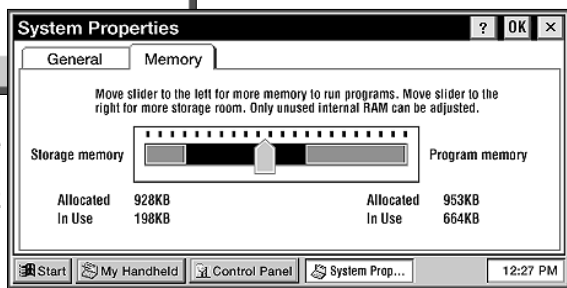 System Properties ? OK ×
General Memory
Move slider to the left for more memory to run programs. Move slider to the
right for more storage room. Only unused internal RAM can be adjusted.
Storage memory Program memory
Allocated 928KB Allocated 953KB
In Use 198KB In Use 664KB
Start My Handheld Control Panel System Prop... 12:27 PM